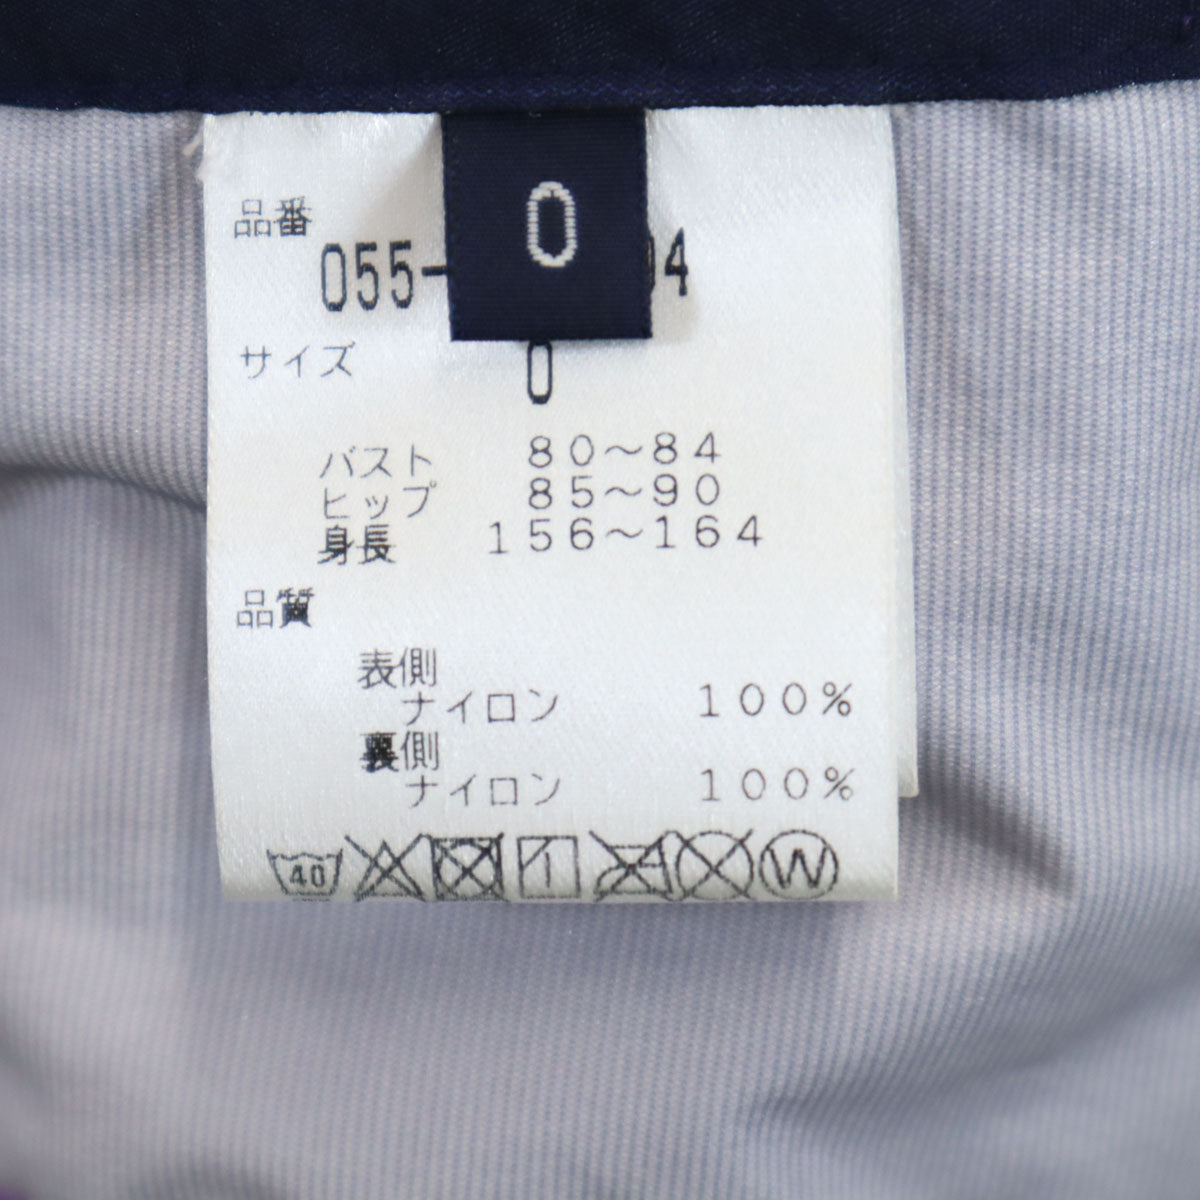 0
品番
055- 04
サイズ 0
バスト 80～84
ヒップ 85～90
身長 156～164
品質
表側
ナイロン 100%
裏側
ナイロン 100%
40 W